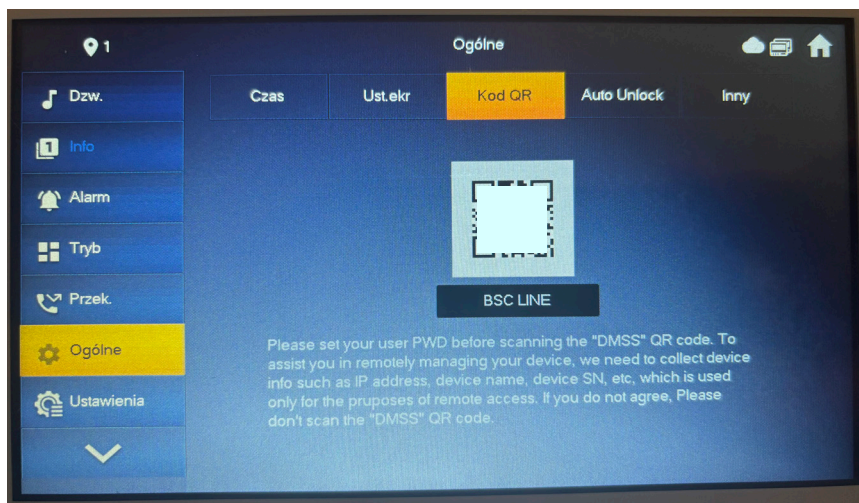 1
Ogólne
Czas
Ust.ekr
Kod QR
Auto Unlock
Inny
Dzw.
1
Info
Alarm
Tryb
Przek.
Ogólne
Ustawienia
BSC LINE
Please set your user PWD before scanning the "DMSS" QR code. To
assist you in remotely managing your device, we need to collect device
info such as IP address, device name, device SN, etc, which is used
only for the pruposes of remote access. If you do not agree, Please
don't scan the "DMSS" QR code.